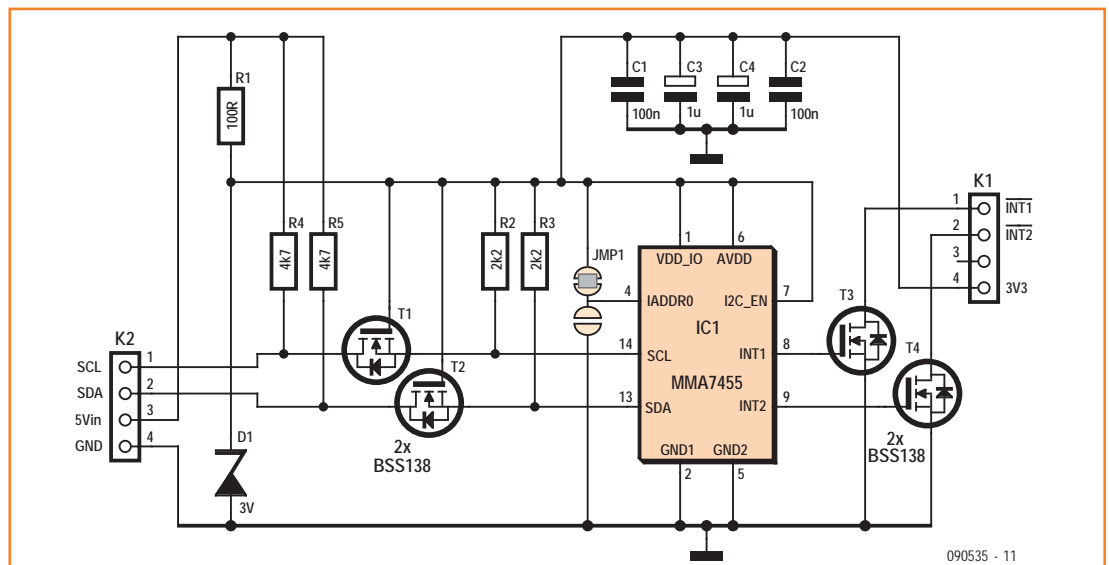 R1
100R
R4
4k7
R5
4k7
R2
2k2
R3
2k2
C1
100n
C3
1u
C4
1u
C2
100n
K1
1 INT1
2 INT2
3
4 3V3
JMP1
1
VDD_IO
6
AVDD
4 IADDR0
I2C_EN 7
IC1
14 SCL
INT1 8
MMA7455
13 SDA
INT2 9
GND1
2
GND2
5
T1
T2
2x
BSS138
T3
T4
2x
BSS138
K2
SCL 1
SDA 2
5Vin 3
GND 4
D1
3V
090535 - 11